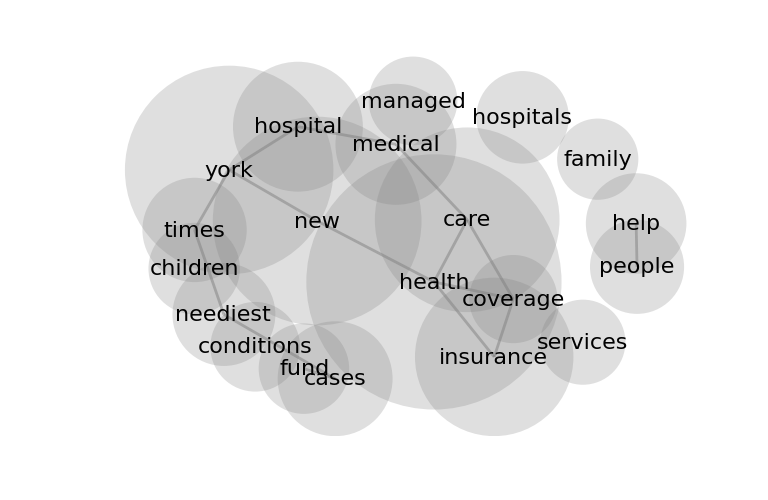 managed
hospitals
hospital
medical
family
york
care
new
help
times
people
children
health
coverage
neediest
services
conditions
insurance
fund
cases